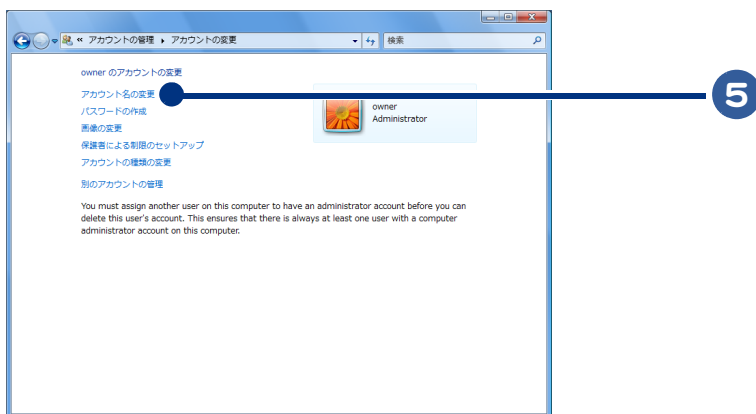 « アカウントの管理 ▸ アカウントの変更
検索
owner のアカウントの変更
アカウント名の変更
パスワードの作成
画像の変更
保護者による制限のセットアップ
アカウントの種類の変更
別のアカウントの管理
owner
Administrator
You must assign another user on this computer to have an administrator account before you can
delete this user's account. This ensures that there is always at least one user with a computer
administrator account on this computer.
5